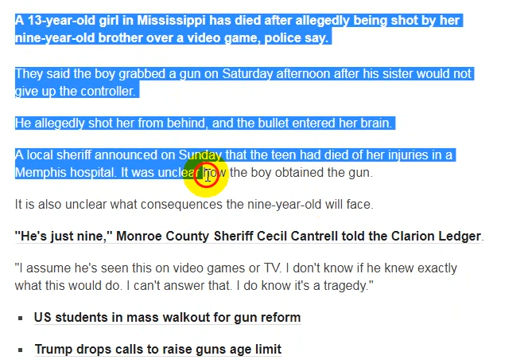 A 13-year-old girl in Mississippi has died after allegedly being shot by her
nine-year-old brother over a video game, police say.
They said the boy grabbed a gun on Saturday afternoon after his sister would not
give up the controller.
He allegedly shot her from behind, and the bullet entered her brain.
A local sheriff announced on Sunday that the teen had died of her injuries in a
Memphis hospital. It was unclear how the boy obtained the gun.
It is also unclear what consequences the nine-year-old will face.
"He's just nine," Monroe County Sheriff Cecil Cantrell told the Clarion Ledger.
"I assume he's seen this on video games or TV. I don't know if he knew exactly
what this would do. I can't answer that. I do know it's a tragedy."
US students in mass walkout for gun reform
Trump drops calls to raise guns age limit